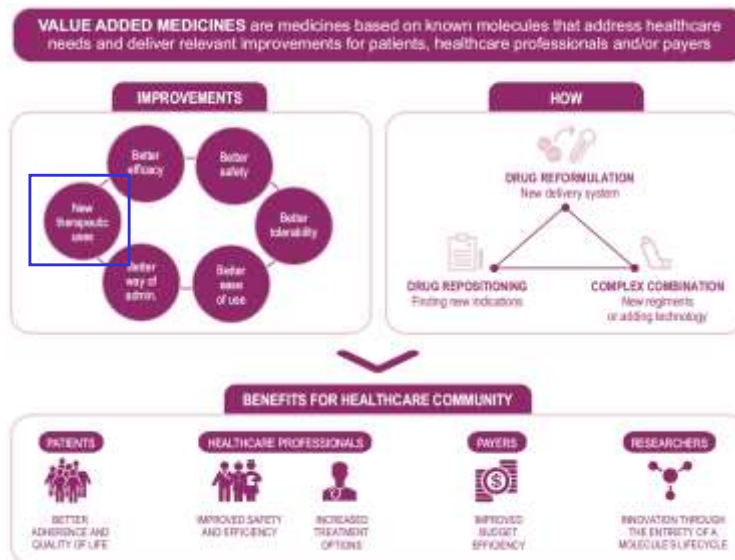 VALUE ADDED MEDICINES are medicines based on known molecules that address healthcare
needs and deliver relevant improvements for patients, healthcare professionals and/or payers
IMPROVEMENTS
Better
efficacy
Better
safety
New
therapeutic
uses
Better
tolerability
Better
way of
admin.
Better
ease
of use
HOW
DRUG REFORMULATION
New delivery system
DRUG REPOSITIONING
Finding new indications
COMPLEX COMBINATION
New regiments
or adding technology
BENEFITS FOR HEALTHCARE COMMUNITY
PATIENTS
BETTER
ADHERENCE AND
QUALITY OF LIFE
HEALTHCARE PROFESSIONALS
IMPROVED SAFETY
AND EFFICIENCY
INCREASED
TREATMENT
OPTIONS
PAYERS
IMPROVED
BUDGET
EFFICIENCY
RESEARCHERS
INNOVATION THROUGH
THE ENTIRETY OF A
MOLECULE'S LIFECYCLE